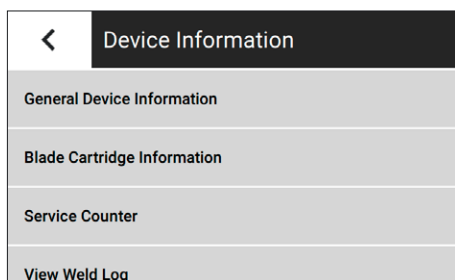 Device Information
General Device Information
Blade Cartridge Information
Service Counter
View Weld Log